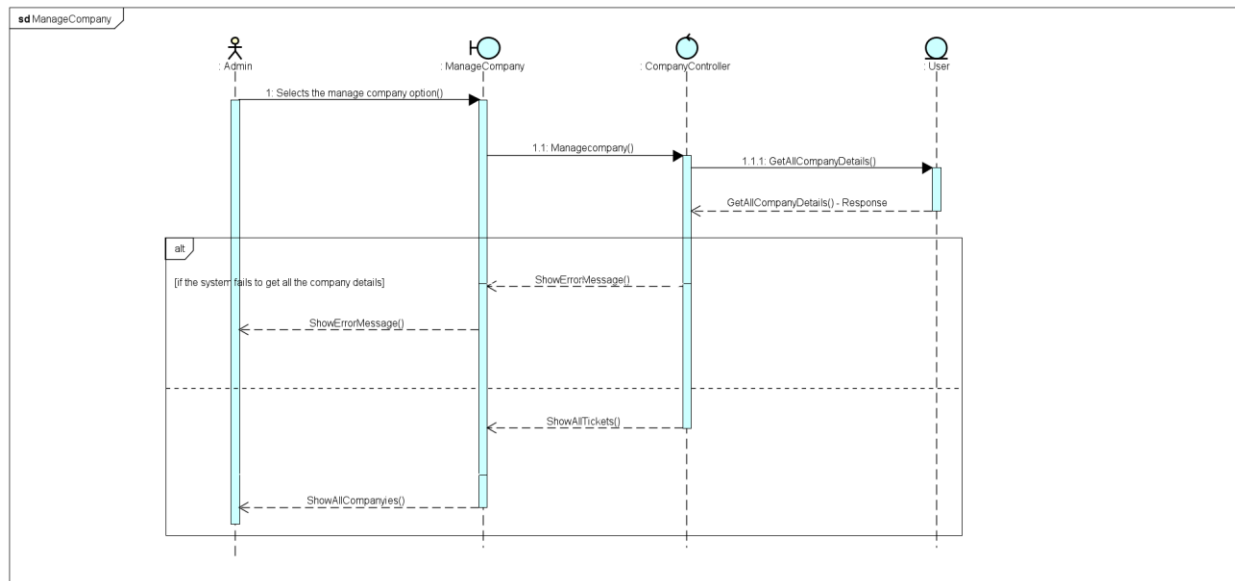 sd ManageCompany
: Admin
: ManageCompany
: CompanyController
: User
1: Selects the manage company option()
1.1: Managecompany()
1.1.1: GetAllCompanyDetails()
GetAllCompanyDetails() - Response
alt
[if the system fails to get all the company details]
ShowErrorMessage()
ShowErrorMessage()
ShowAllTickets()
ShowAllCompanyies()